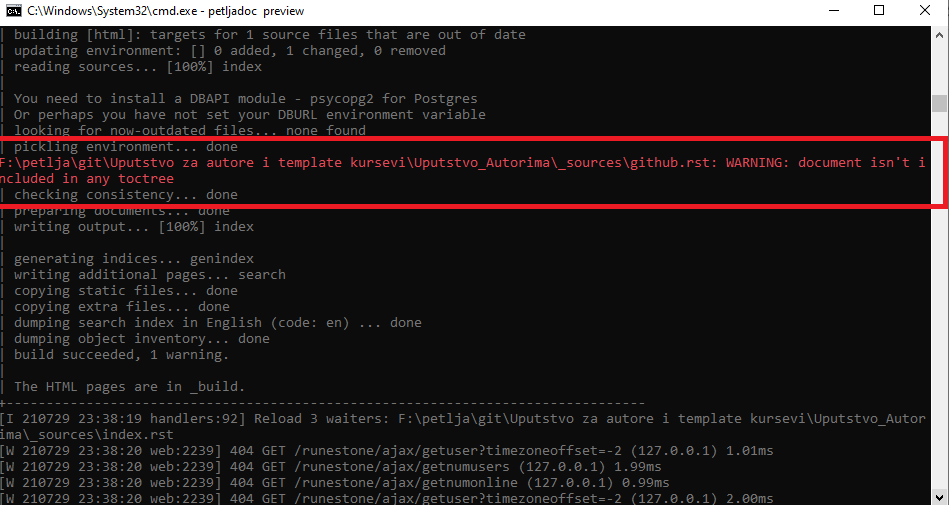 C:\Windows\System32\cmd.exe - petljadoc preview
| building [html]: targets for 1 source files that are out of date
| updating environment: [] 0 added, 1 changed, 0 removed
| reading sources... [100%] index
|
| You need to install a DBAPI module - psycopg2 for Postgres
| Or perhaps you have not set your DBURL environment variable
| looking for now-outdated files... none found
| pickling environment... done
F:\petlja\git\Uputstvo za autore i template kursevi\Uputstvo_Autorima\_sources\github.rst: WARNING: document isn't i
ncluded in any toctree
| checking consistency... done
| preparing documents... done
| writing output... [100%] index
|
| generating indices... genindex
| writing additional pages... search
| copying static files... done
| copying extra files... done
| dumping search index in English (code: en) ... done
| dumping object inventory... done
| build succeeded, 1 warning.
|
| The HTML pages are in _build.
+--------------------------------------------------------------------------------
[I 210729 23:38:19 handlers:92] Reload 3 waiters: F:\petlja\git\Uputstvo za autore i template kursevi\Uputstvo_Autor
ima\_sources\index.rst
[W 210729 23:38:20 web:2239] 404 GET /runestone/ajax/getuser?timezoneoffset=-2 (127.0.0.1) 1.01ms
[W 210729 23:38:20 web:2239] 404 GET /runestone/ajax/getnumusers (127.0.0.1) 1.99ms
[W 210729 23:38:20 web:2239] 404 GET /runestone/ajax/getnumonline (127.0.0.1) 0.99ms
[W 210729 23:38:20 web:2239] 404 GET /runestone/ajax/getuser?timezoneoffset=-2 (127.0.0.1) 2.00ms